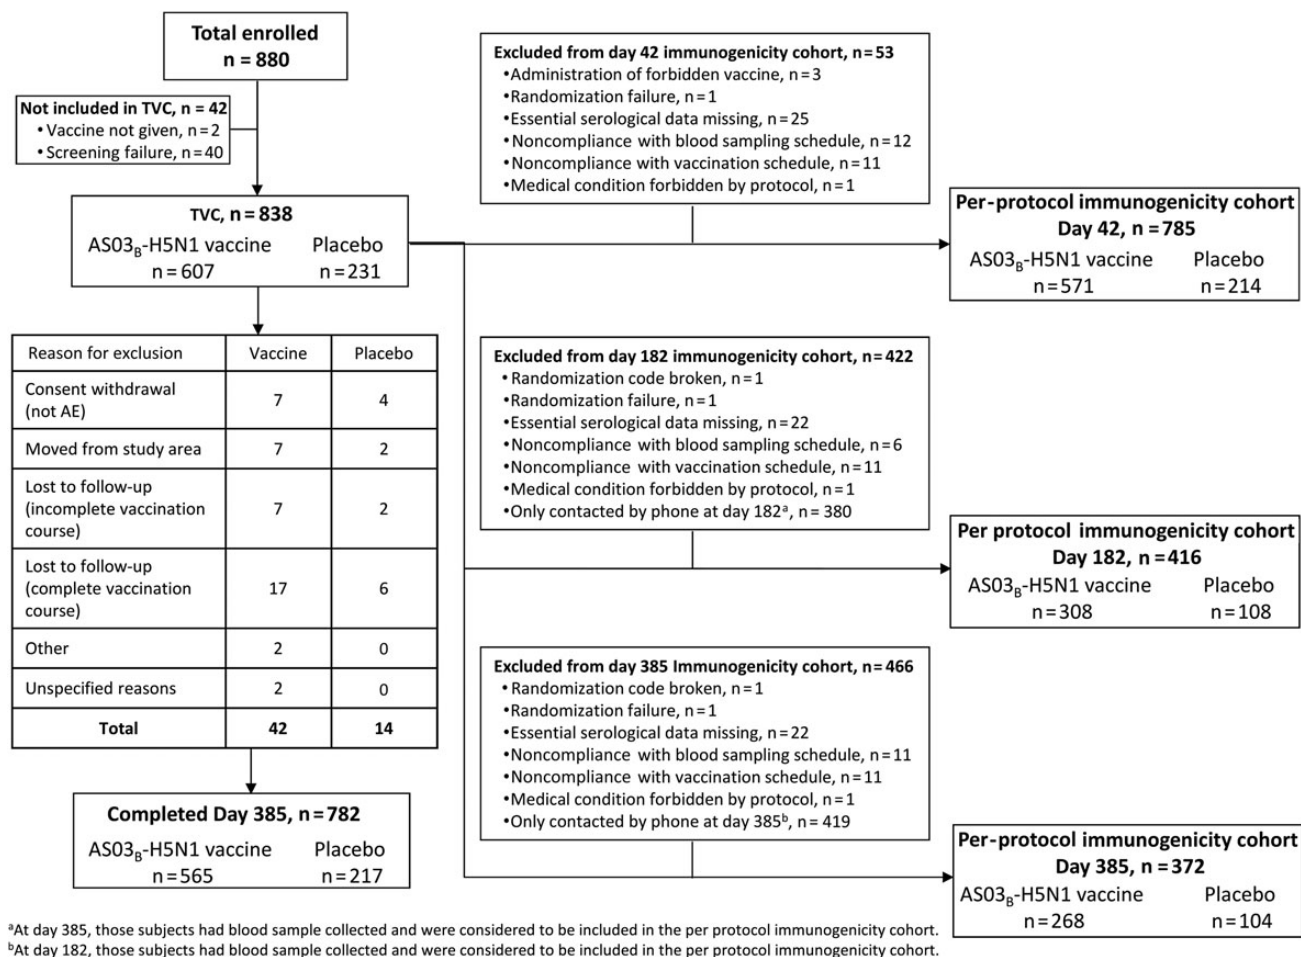 Total enrolled
n = 880
Not included in TVC, n = 42
• Vaccine not given, n = 2
• Screening failure, n = 40
TVC, n = 838
AS03B-H5N1 vaccine Placebo
n = 607 n = 231
Reason for exclusion Vaccine Placebo
Consent withdrawal
(not AE) 7 4
Moved from study area 7 2
Lost to follow-up
(incomplete vaccination
course) 7 2
Lost to follow-up
(complete vaccination
course) 17 6
Other 2 0
Unspecified reasons 2 0
Total 42 14
Completed Day 385, n = 782
AS03B-H5N1 vaccine Placebo
n = 565 n = 217
Excluded from day 42 immunogenicity cohort, n = 53
•Administration of forbidden vaccine, n = 3
•Randomization failure, n = 1
•Essential serological data missing, n = 25
•Noncompliance with blood sampling schedule, n = 12
•Noncompliance with vaccination schedule, n = 11
•Medical condition forbidden by protocol, n = 1
Per-protocol immunogenicity cohort
Day 42, n = 785
AS03B-H5N1 vaccine Placebo
n = 571 n = 214
Excluded from day 182 immunogenicity cohort, n = 422
•Randomization code broken, n = 1
•Randomization failure, n = 1
•Essential serological data missing, n = 22
•Noncompliance with blood sampling schedule, n = 6
•Noncompliance with vaccination schedule, n = 11
•Medical condition forbidden by protocol, n = 1
•Only contacted by phone at day 182a, n = 380
Per protocol immunogenicity cohort
Day 182, n = 416
AS03B-H5N1 vaccine Placebo
n = 308 n = 108
Excluded from day 385 Immunogenicity cohort, n = 466
•Randomization code broken, n = 1
•Randomization failure, n = 1
•Essential serological data missing, n = 22
•Noncompliance with blood sampling schedule, n = 11
•Noncompliance with vaccination schedule, n = 11
•Medical condition forbidden by protocol, n = 1
•Only contacted by phone at day 385b, n = 419
Per-protocol immunogenicity cohort
Day 385, n = 372
AS03B-H5N1 vaccine Placebo
n = 268 n = 104
aAt day 385, those subjects had blood sample collected and were considered to be included in the per protocol immunogenicity cohort.
bAt day 182, those subjects had blood sample collected and were considered to be included in the per protocol immunogenicity cohort.